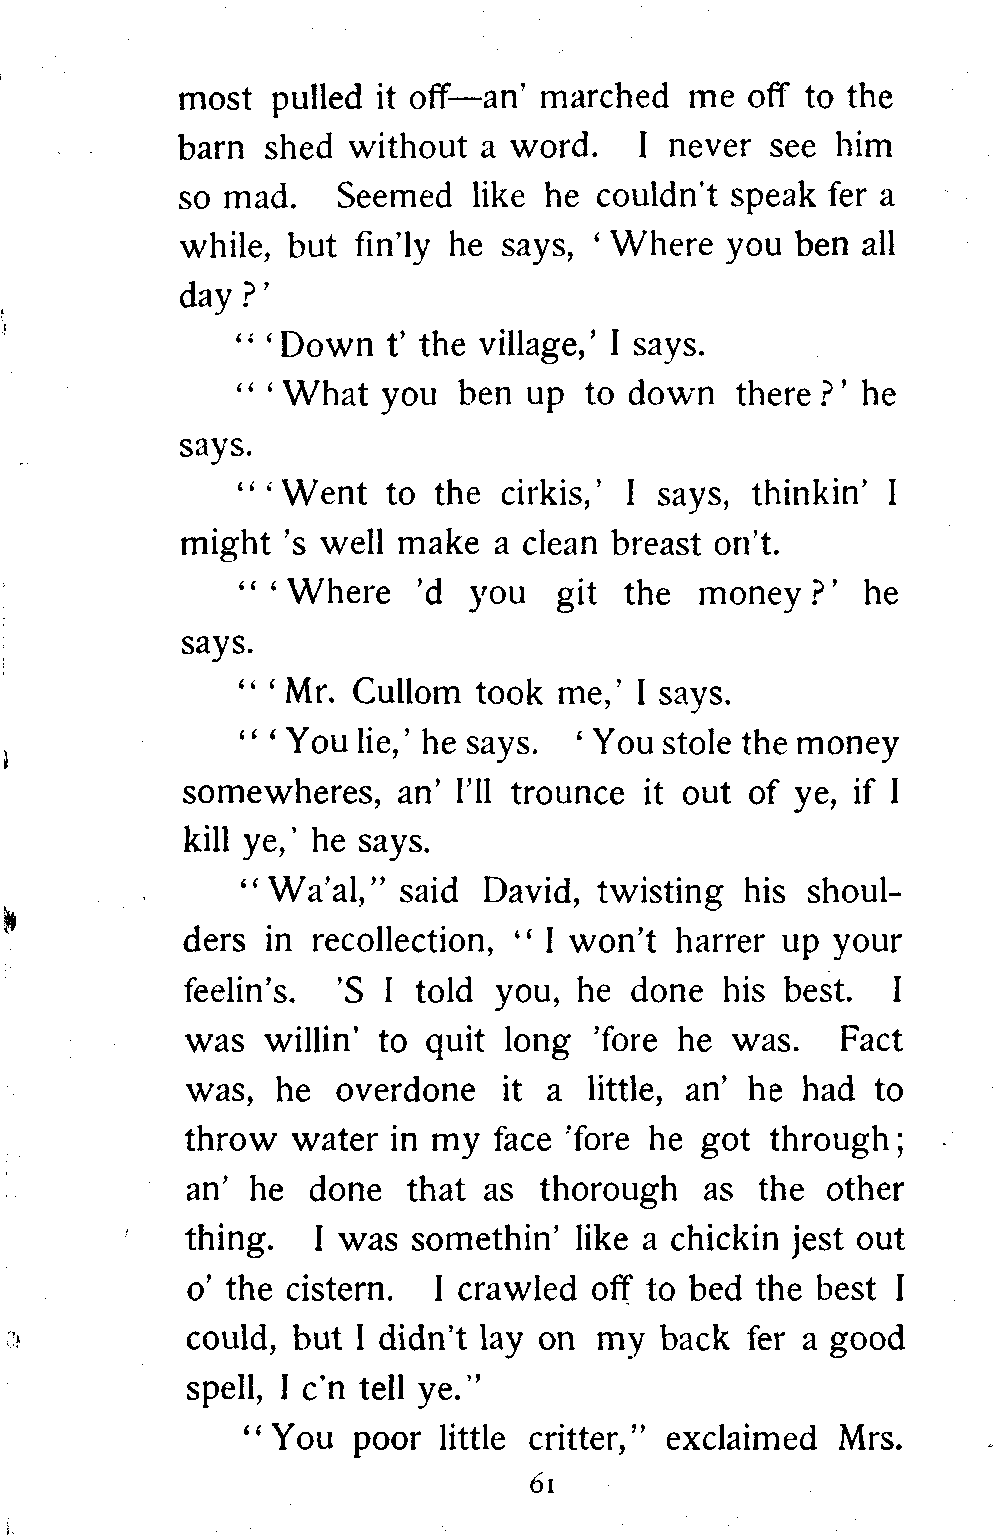 most pulled it off—an' marched me off to the
barn shed without a word. I never see him
so mad. Seemed like he couldn't speak fer a
while, but fin'ly he says, ‘Where you ben all
day?’
“‘Down t' the village,’ I says.
“‘What you ben up to down there?’ he
says.
“‘Went to the cirkis,’ I says, thinkin' I
might 's well make a clean breast on't.
“‘Where 'd you git the money?’ he
says.
“‘Mr. Cullom took me,’ I says.
“‘You lie,’ he says. ‘You stole the money
somewheres, an' I'll trounce it out of ye, if I
kill ye,’ he says.
“Wa'al,” said David, twisting his shoul-
ders in recollection, “I won't harrer up your
feelin's. 'S I told you, he done his best. I
was willin' to quit long 'fore he was. Fact
was, he overdone it a little, an' he had to
throw water in my face 'fore he got through;
an' he done that as thorough as the other
thing. I was somethin' like a chickin jest out
o' the cistern. I crawled off to bed the best I
could, but I didn't lay on my back fer a good
spell, I c'n tell ye.”
“You poor little critter,” exclaimed Mrs.
61